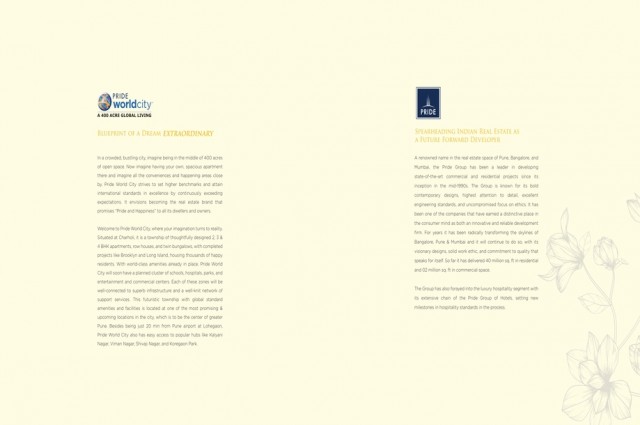 PRIDE
worldcity
A 400 ACRE GLOBAL LIVING
BLUEPRINT OF A DREAM EXTRAORDINARY
In a crowded, bustling city, imagine being in the middle of 400 acres
of open space. Now imagine having your own, spacious apartment
there and imagine all the conveniences and happening areas close
by. Pride World City strives to set higher benchmarks and attain
international standards in excellence by continuously exceeding
expectations. It envisions becoming the real estate brand that
promises "Pride and Happiness" to all its dwellers and owners.
Welcome to Pride World City, where your imagination turns to reality.
Situated at Charholi, it is a township of thoughtfully designed 2, 3 &
4 BHK apartments, row houses, and twin bungalows, with completed
projects like Brooklyn and Long Island, housing thousands of happy
residents. With world-class amenities already in place, Pride World
City will soon have a planned cluster of schools, hospitals, parks, and
entertainment and commercial centers. Each of these zones will be
well-connected to superb infrastructure and a well-knit network of
support services. This futuristic township with global standard
amenities and facilities is located at one of the most promising &
upcoming locations in the city, which is to be the center of greater
Pune. Besides being just 20 min from Pune airport at Lohegaon,
Pride World City also has easy access to popular hubs like Kalyani
Nagar, Viman Nagar, Shivaji Nagar, and Koregaon Park.
PRIDE
SPEARHEADING INDIAN REAL ESTATE AS
A FUTURE FORWARD DEVELOPER
A renowned name in the real estate space of Pune, Bangalore, and
Mumbai, the Pride Group has been a leader in developing
state-of-the-art commercial and residential projects since its
inception in the mid-1990s. The Group is known for its bold
contemporary designs, highest attention to detail, excellent
engineering standards, and uncompromised focus on ethics. It has
been one of the companies that have earned a distinctive place in
the consumer mind as both an innovative and reliable development
firm. For years it has been radically transforming the skylines of
Bangalore, Pune & Mumbai and it will continue to do so, with its
visionary designs, solid work ethic, and commitment to quality that
speaks for itself. So far it has delivered 40 million sq. ft in residential
and 02 million sq. ft in commercial space.
The Group has also forayed into the luxury hospitality segment with
its extensive chain of the Pride Group of Hotels, setting new
milestones in hospitality standards in the process.